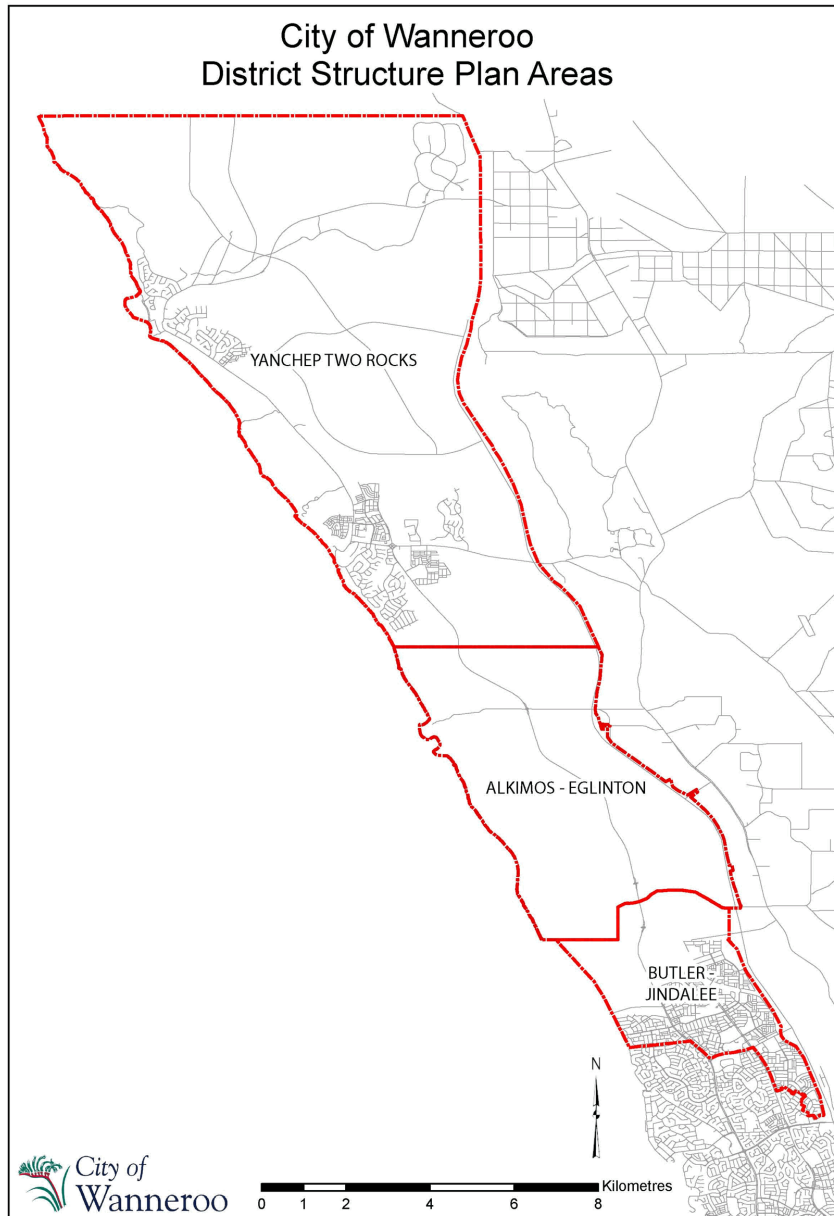 City of Wanneroo
District Structure Plan Areas
YANCHEP TWO ROCKS
ALKIMOS - EGLINTON
BUTLER -
JINDALEE
N
City of
Wanneroo
Kilometres
0 1 2 4 6 8